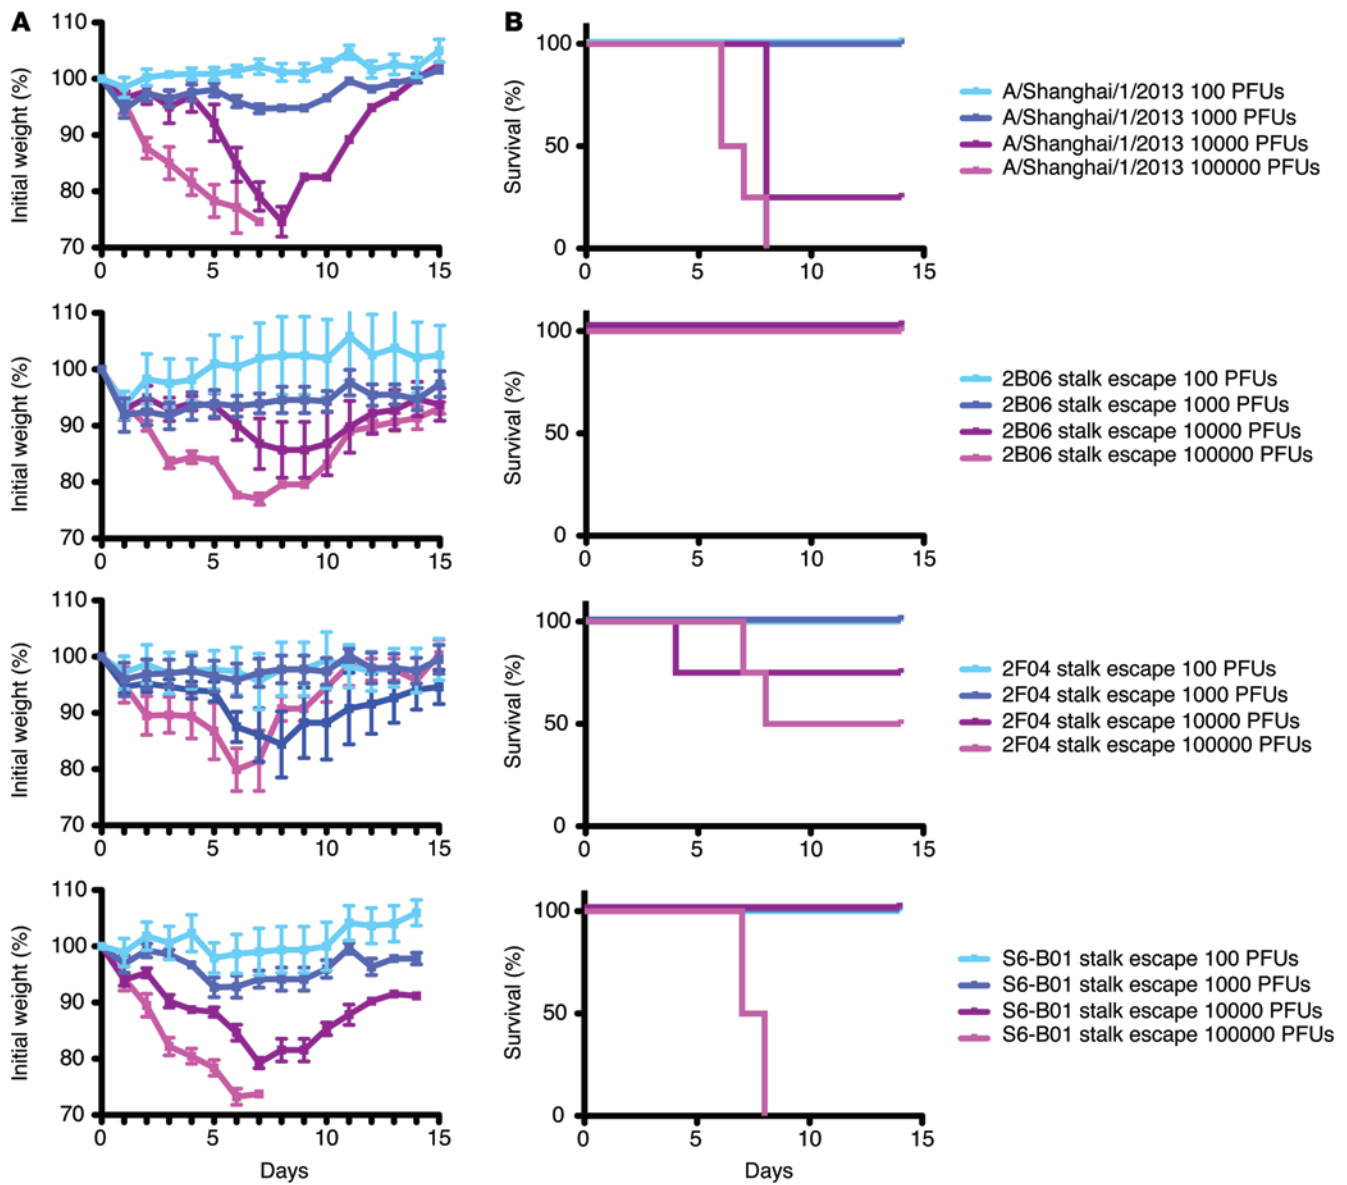 A
B
110
100
90
80
70
Initial weight (%)
0
5
10
15
100
50
0
Survival (%)
0
5
10
15
A/Shanghai/1/2013 100 PFUs
A/Shanghai/1/2013 1000 PFUs
A/Shanghai/1/2013 10000 PFUs
A/Shanghai/1/2013 100000 PFUs
110
100
90
80
70
Initial weight (%)
0
5
10
15
100
50
0
Survival (%)
0
5
10
15
2B06 stalk escape 100 PFUs
2B06 stalk escape 1000 PFUs
2B06 stalk escape 10000 PFUs
2B06 stalk escape 100000 PFUs
110
100
90
80
70
Initial weight (%)
0
5
10
15
100
50
0
Survival (%)
0
5
10
15
2F04 stalk escape 100 PFUs
2F04 stalk escape 1000 PFUs
2F04 stalk escape 10000 PFUs
2F04 stalk escape 100000 PFUs
110
100
90
80
70
Initial weight (%)
0
5
10
15
Days
100
50
0
Survival (%)
0
5
10
15
Days
S6-B01 stalk escape 100 PFUs
S6-B01 stalk escape 1000 PFUs
S6-B01 stalk escape 10000 PFUs
S6-B01 stalk escape 100000 PFUs